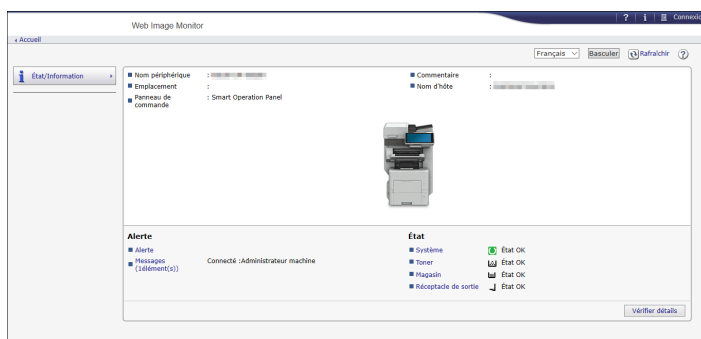 Web Image Monitor
? i Connexio
Accueil
Français Basculer Rafraîchir ?
État/Information
Nom périphérique :
Commentaire :
Emplacement :
Nom d'hôte :
Panneau de commande : Smart Operation Panel
Alerte
Alerte
Messages (1élément(s)) Connecté :Administrateur machine
État
Système État OK
Toner État OK
Magasin État OK
Réceptacle de sortie État OK
Vérifier détails